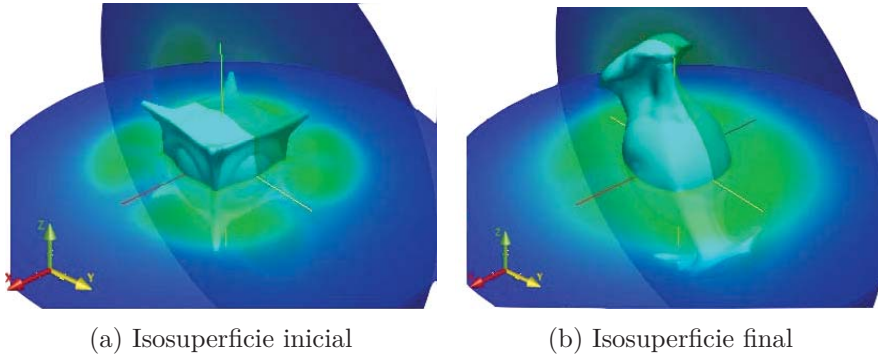 Z
X
Y
Z
X
Y
(a) Isosuperficie inicial
(b) Isosuperficie final